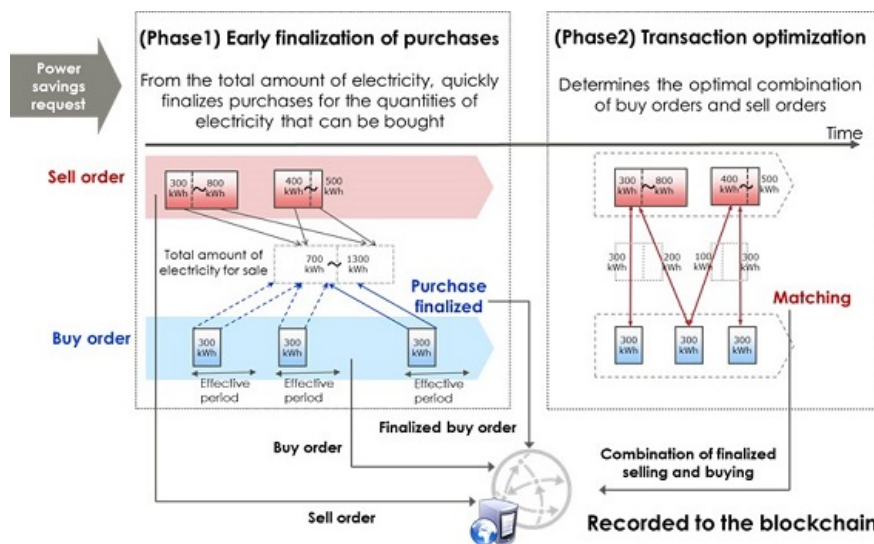 (Phase1) Early finalization of purchases
From the total amount of electricity, quickly
finalizes purchases for the quantities of
electricity that can be bought
(Phase2) Transaction optimization
Determines the optimal combination
of buy orders and sell orders
Power
savings
request
Time
Sell order
300
kWh
~
800
kWh
400
kWh
~
500
kWh
Total amount of
electricity for sale
700
kWh
~
1300
kWh
Purchase
finalized
Buy order
300
kWh
300
kWh
300
kWh
Effective
period
Effective
period
Effective
period
300
kWh
~
800
kWh
400
kWh
~
500
kWh
300
kWh
200
kWh
100
kWh
300
kWh
Matching
300
kWh
300
kWh
300
kWh
Buy order
Finalized buy order
Sell order
Combination of finalized
selling and buying
Recorded to the blockchain